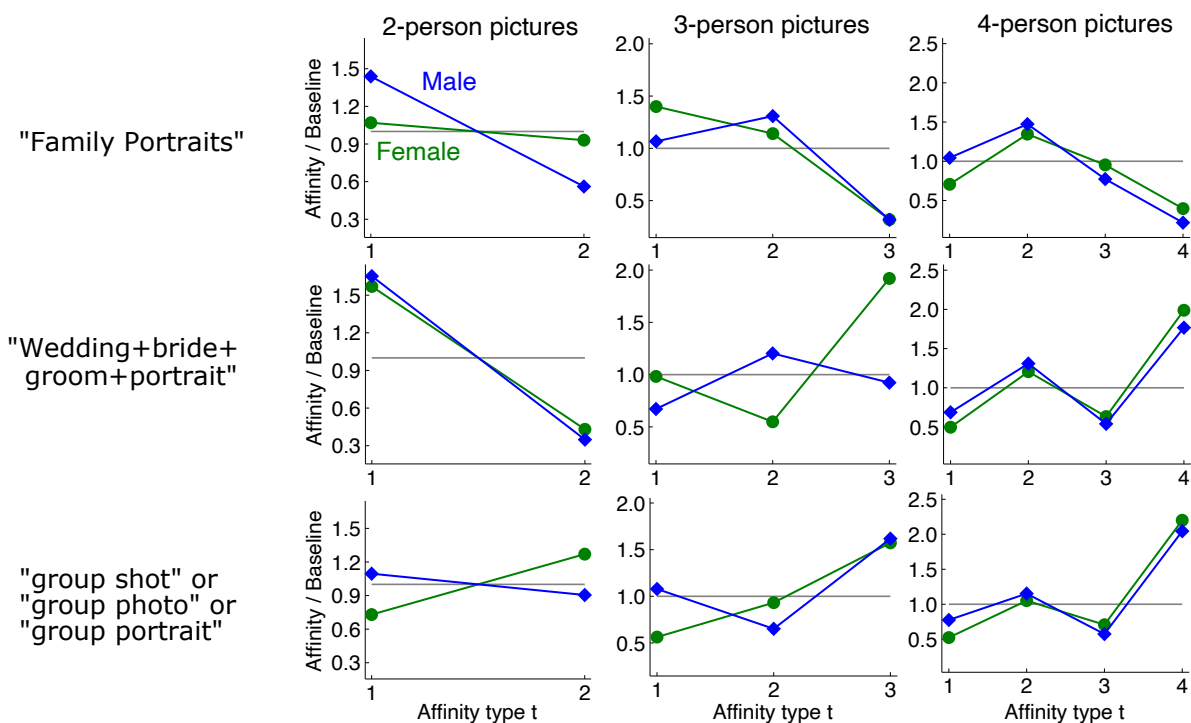 2-person pictures
3-person pictures
4-person pictures
"Family Portraits"
Affinity / Baseline
1.5
1.2
0.9
0.6
0.3
Male
Female
1 2
2.0
1.5
1.0
0.5
1 2 3
2.5
2.0
1.5
1.0
0.5
1 2 3 4
"Wedding+bride+
groom+portrait"
Affinity / Baseline
1.5
1.2
0.9
0.6
0.3
1 2
2.0
1.5
1.0
0.5
1 2 3
2.5
2.0
1.5
1.0
0.5
1 2 3 4
"group shot" or
"group photo" or
"group portrait"
Affinity / Baseline
1.5
1.2
0.9
0.6
0.3
1 2
Affinity type t
2.0
1.5
1.0
0.5
1 2 3
Affinity type t
2.5
2.0
1.5
1.0
0.5
1 2 3 4
Affinity type t